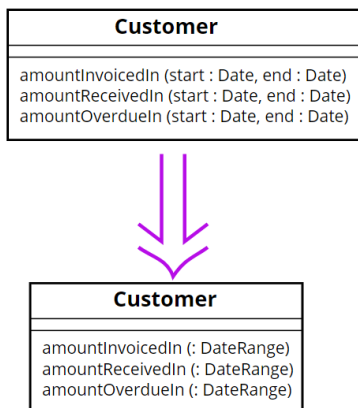 Customer
amountInvoicedIn (start : Date, end : Date)
amountReceivedIn (start : Date, end : Date)
amountOverdueIn (start : Date, end : Date)
Customer
amountInvoicedIn (: DateRange)
amountReceivedIn (: DateRange)
amountOverdueIn (: DateRange)